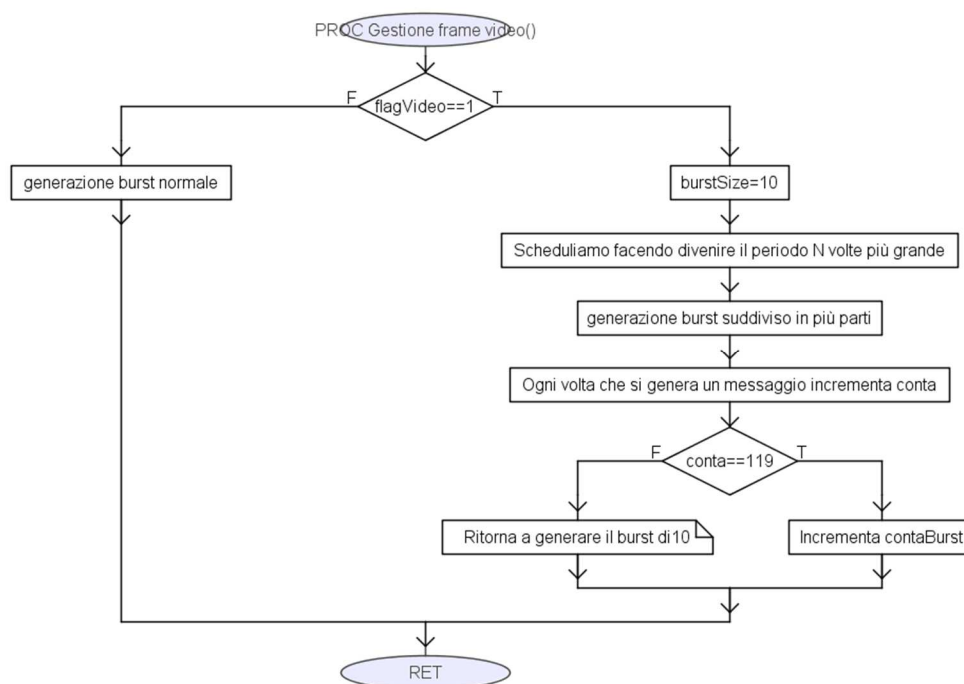 PROC Gestione frame video()
flagVideo==1
F
T
generazione burst normale
burstSize=10
Scheduliamo facendo divenire il periodo N volte più grande
generazione burst suddiviso in più parti
Ogni volta che si genera un messaggio incrementa conta
conta==119
F
T
Ritorna a generare il burst di10
Incrementa contaBurst
RET